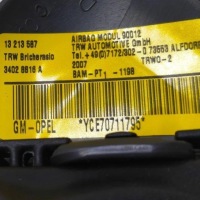 13 213 587
AIRBAG MODUL 90012
TRW Bricherasio
TRW AUTOMOTIVE GmbH
Tel.+49(0)7172/302-0 73553 ALFDORF
3402 8816 A
2007
TRWO-2
BAM-PT1 -1198
GM-OPEL *YCE70711795*